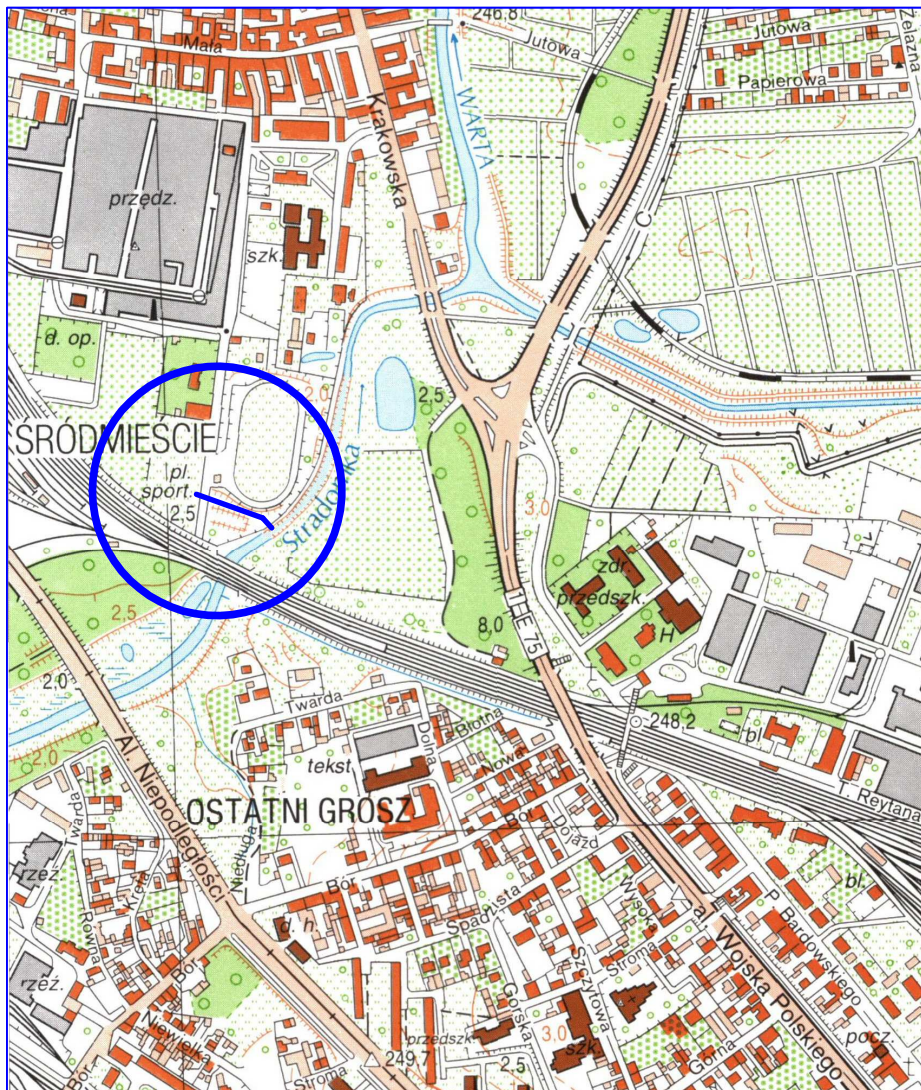 246,8
Jutowa
Jutowa
Żelazna
Mała
Papierowa
WARTA
Krakowska
przędz.
szk.
C
d. op.
2,0
2,5
ŚRÓDMIEŚCIE
pl.
sport.
2,5
Stradomka
3,0
zdr.
przedszk.
H
E 75
8,0
2,5
2,0
2,0
Twarda
Błotna
Dolna
Nowa
248,2
bl.
tekst.
T. Reytana
Al. Niepodległości
OSTATNI GROSZ
Bór
Dojazd
Twarda
Niedługa
rzeź.
Kręta
Bór
Spadzista
Wysoka
bl.
Równa
d. h.
P. Bardowskiego
al. Wojska Polskiego
Bór
Szczytowa
Stroma
rzeź.
Górska
Niewielka
przedszk.
3,0
szk.
Górna
pocz.
249,7
2,5
Bór
Stroma